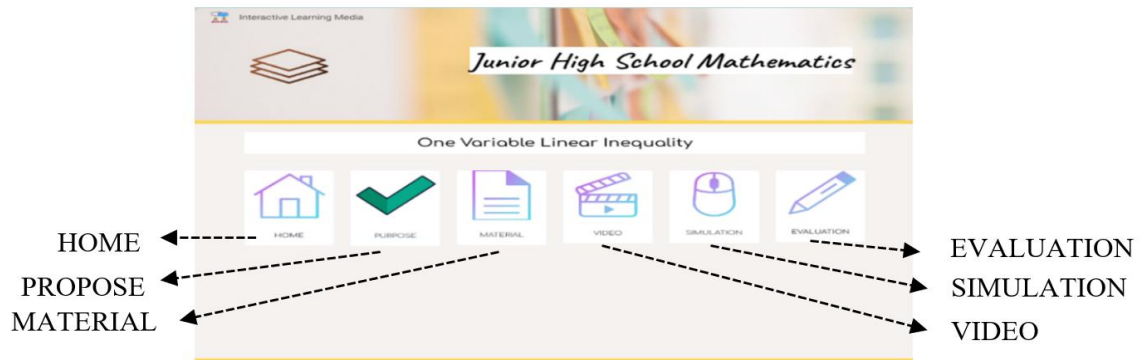 Interactive Learning Media
Junior High School Mathematics
One Variable Linear Inequality
HOME PURPOSE MATERIAL VIDEO SIMULATION EVALUATION
HOME
PROPOSE
MATERIAL
EVALUATION
SIMULATION
VIDEO